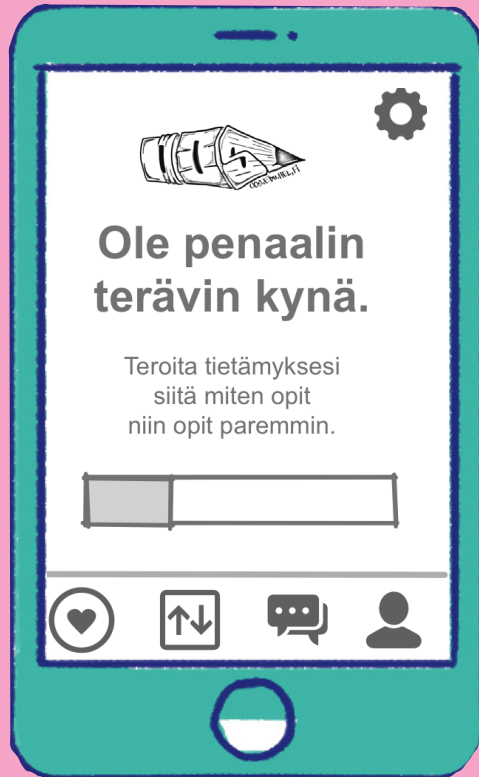 Ole penaalin
terävin kynä.
Teroita tietämyksesi
siitä miten opit
niin opit paremmin.